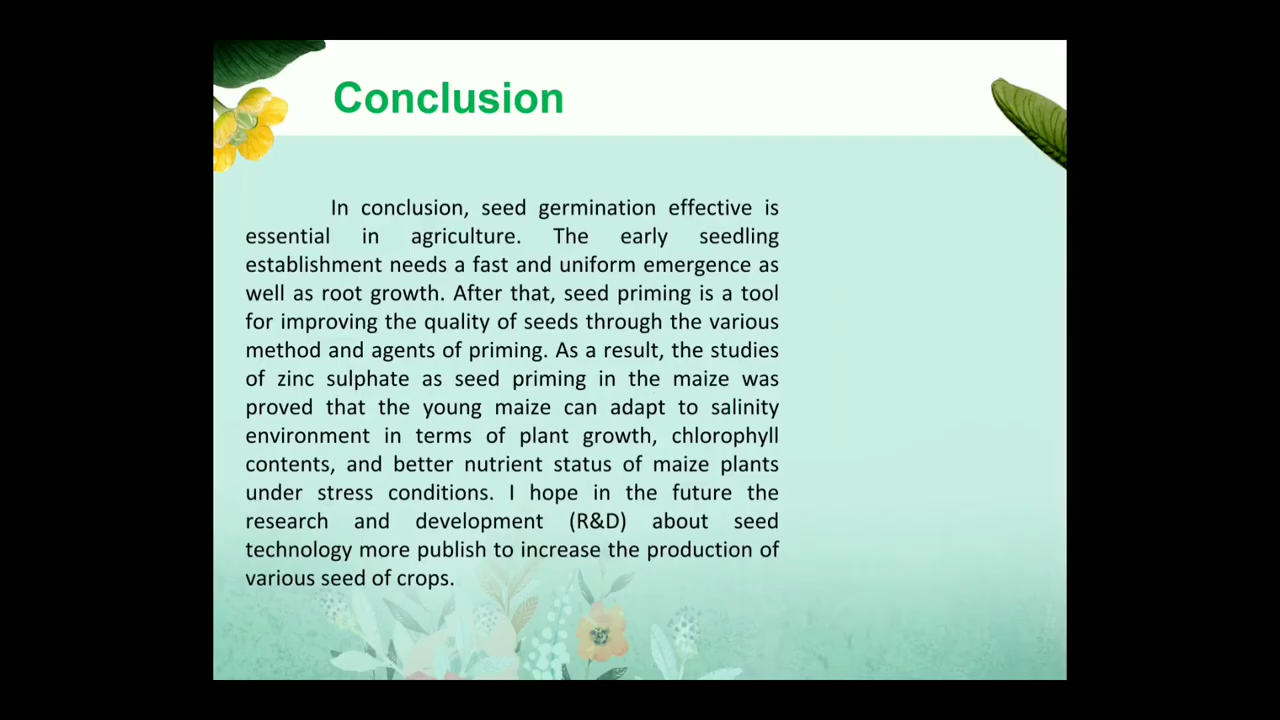 Conclusion
In conclusion, seed germination effective is
essential in agriculture. The early seedling
establishment needs a fast and uniform emergence as
well as root growth. After that, seed priming is a tool
for improving the quality of seeds through the various
method and agents of priming. As a result, the studies
of zinc sulphate as seed priming in the maize was
proved that the young maize can adapt to salinity
environment in terms of plant growth, chlorophyll
contents, and better nutrient status of maize plants
under stress conditions. I hope in the future the
research and development (R&D) about seed
technology more publish to increase the production of
various seed of crops.